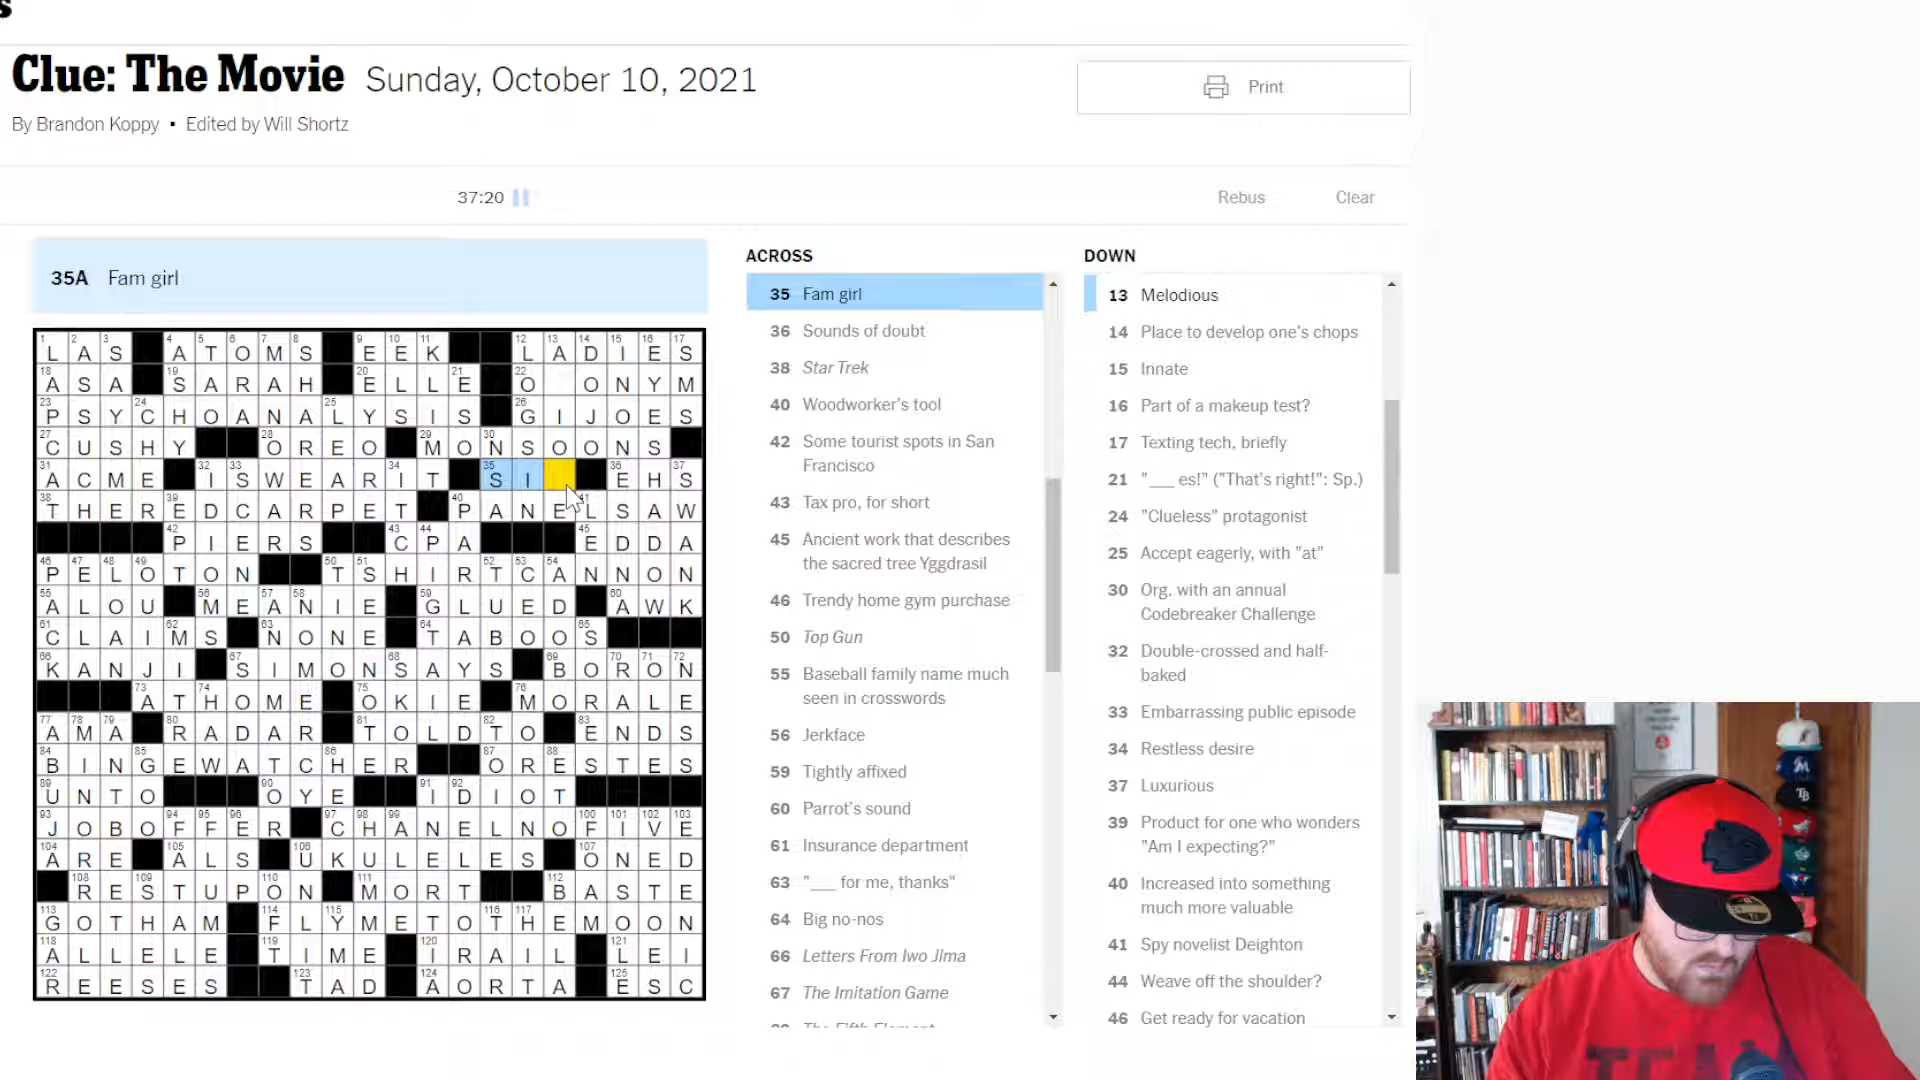 s
Clue: The Movie Sunday, October 10, 2021
Print
By Brandon Koppy • Edited by Will Shortz
37:20
Rebus
Clear
35A Fam girl
L A S A T O M S E E K L A D I E S
A S A S A R A H E L L E O O N Y M
P S Y C H O A N A L Y S I S G I J O E S
C U S H Y O R E O M O N S O O N S
A C M E I S W E A R I T S I E H S
T H E R E D C A R P E T P A N E L S A W
P I E R S C P A E D D A
P E L O T O N T S H I R T C A N N O N
A L O U M E A N I E G L U E D A W K
C L A I M S N O N E T A B O O S
K A N J I S I M O N S A Y S B O R O N
A T H O M E O K I E M O R A L E
A M A R A D A R T O L D T O E N D S
B I N G E W A T C H E R O R E S T E S
U N T O O Y E I D I O T
J O B O F F E R C H A N E L N O F I V E
A R E A L S U K U L E L E S O N E D
R E S T U P O N M O R T B A S T E
G O T H A M F L Y M E T O T H E M O O N
A L L E L E T I M E I R A I L L E I
R E E S E S T A D A O R T A E S C
ACROSS
35 Fam girl
36 Sounds of doubt
38 Star Trek
40 Woodworker's tool
42 Some tourist spots in San
Francisco
43 Tax pro, for short
45 Ancient work that describes
the sacred tree Yggdrasil
46 Trendy home gym purchase
50 Top Gun
55 Baseball family name much
seen in crosswords
56 Jerkface
59 Tightly affixed
60 Parrot's sound
61 Insurance department
63 "___ for me, thanks"
64 Big no-nos
66 Letters From Iwo JIma
67 The Imitation Game
The Fifth Element
DOWN
13 Melodious
14 Place to develop one's chops
15 Innate
16 Part of a makeup test?
17 Texting tech, briefly
21 "___ es!" ("That's right!": Sp.)
24 "Clueless" protagonist
25 Accept eagerly, with "at"
30 Org. with an annual
Codebreaker Challenge
32 Double-crossed and half-
baked
33 Embarrassing public episode
34 Restless desire
37 Luxurious
39 Product for one who wonders
"Am I expecting?"
40 Increased into something
much more valuable
41 Spy novelist Deighton
44 Weave off the shoulder?
46 Get ready for vacation
TB